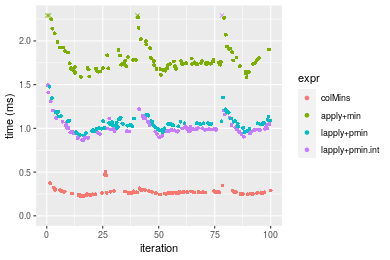 2.0
1.5
1.0
0.5
0.0
time (ms)
0
25
50
75
100
iteration
expr
colMins
apply+min
lapply+pmin
lapply+pmin.int